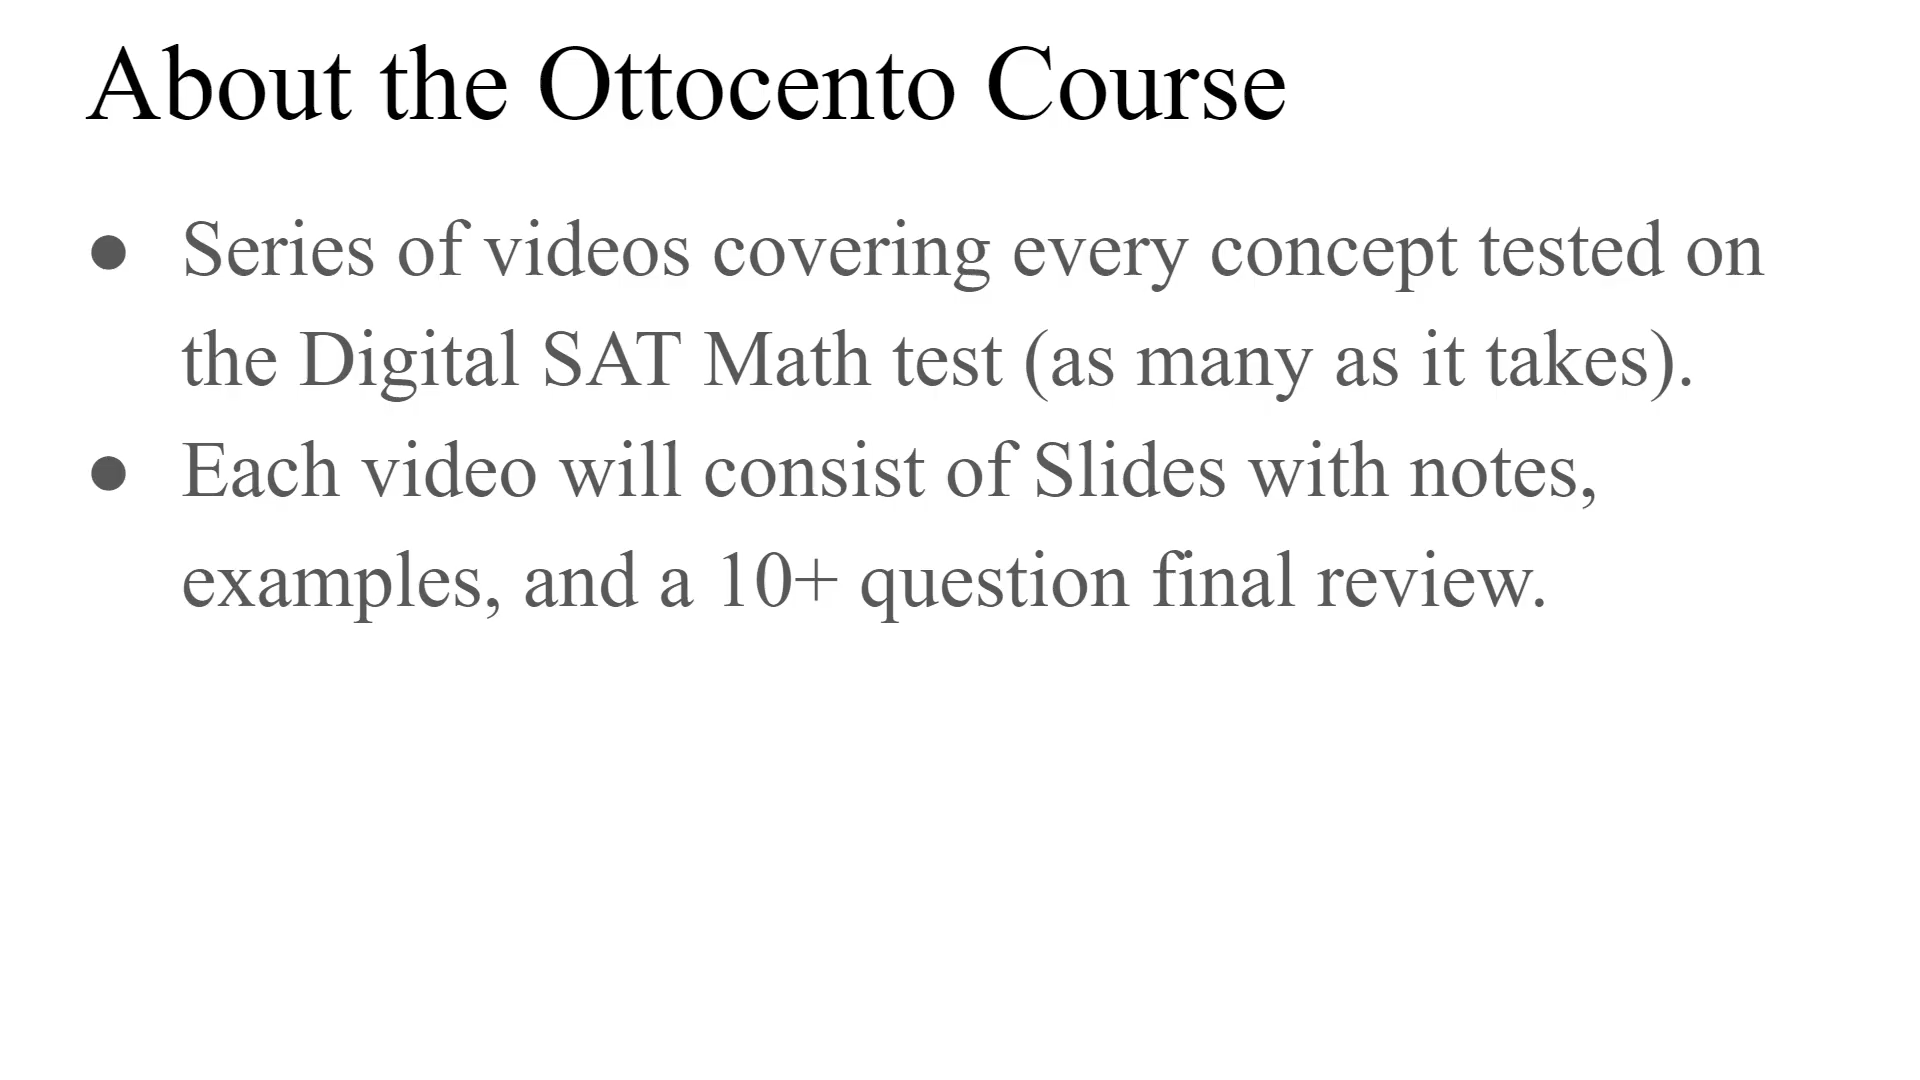 About the Ottocento Course
● Series of videos covering every concept tested on
the Digital SAT Math test (as many as it takes).
● Each video will consist of Slides with notes,
examples, and a 10+ question final review.